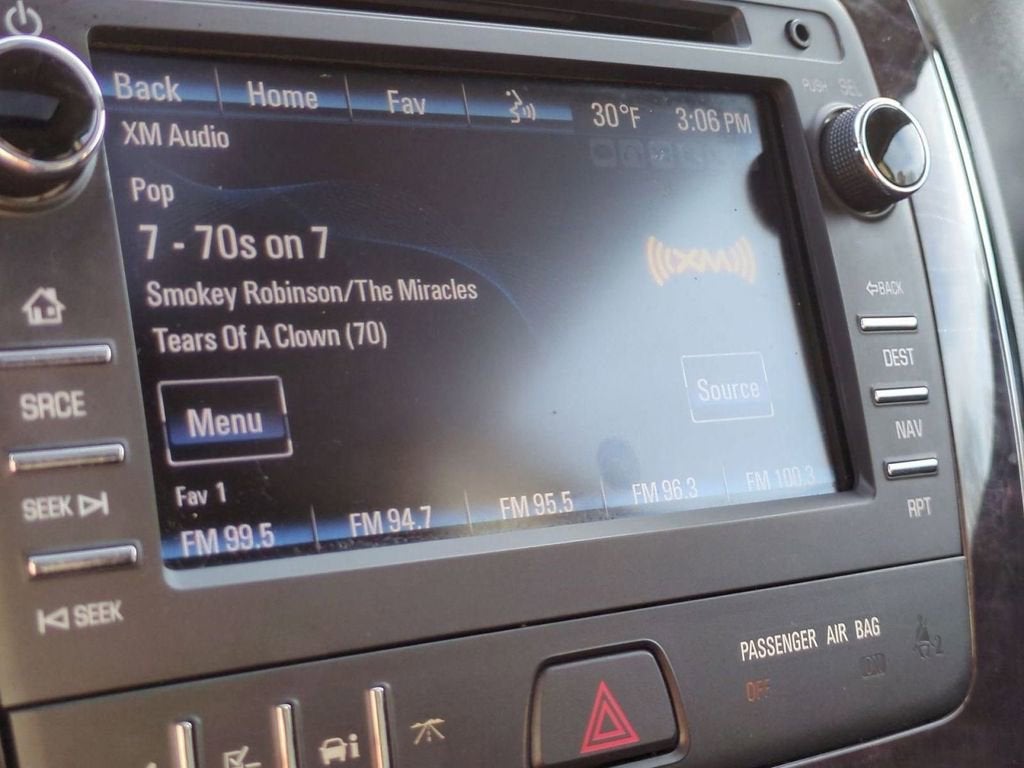 PUSH SEL
Back Home Fav 30°F 3:06 PM
XM Audio
Pop
7 - 70s on 7
XM
Smokey Robinson/The Miracles
Tears Of A Clown (70)
Menu
Source
Fav 1
FM 99.5 FM 94.7 FM 95.5 FM 96.3 FM 100.3
SRCE
SEEK
SEEK
BACK
DEST
NAV
RPT
PASSENGER AIR BAG
OFF ON
2